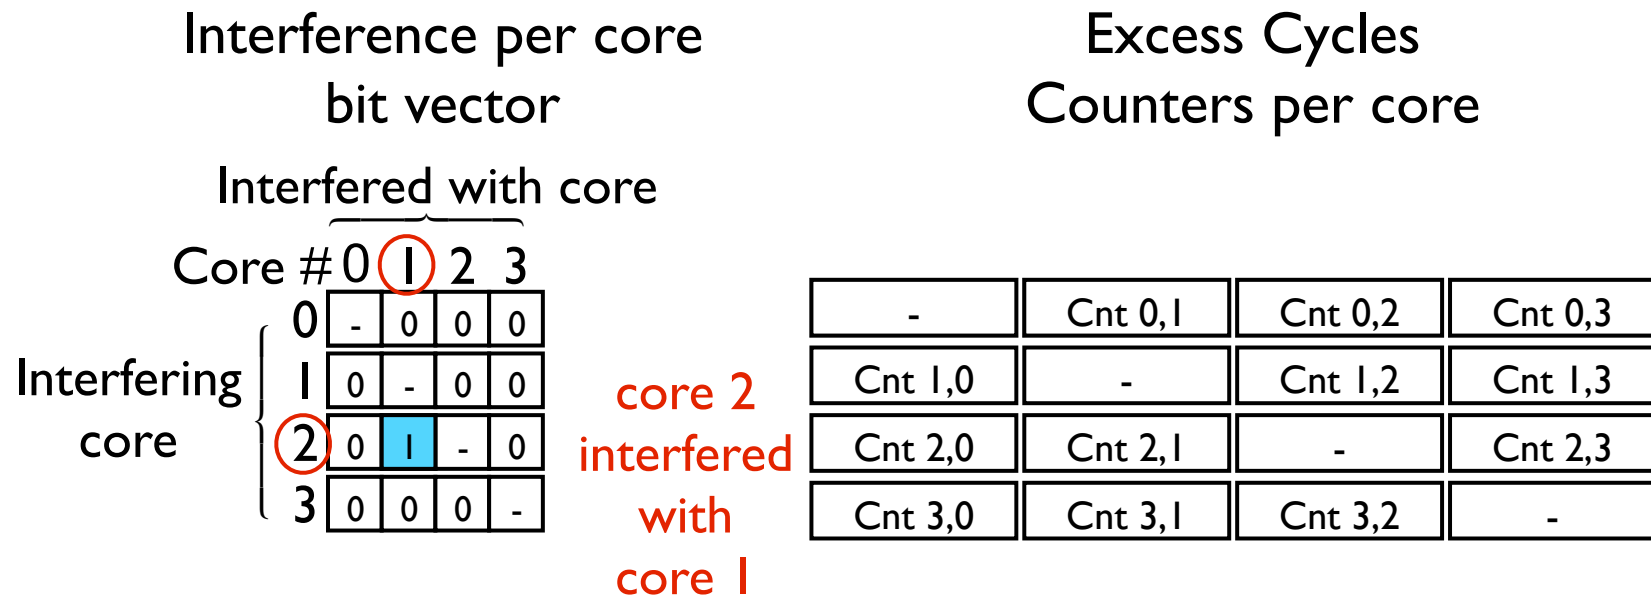 Interference per core
bit vector
Excess Cycles
Counters per core
Interfered with core
Core # 0 1 2 3
0 - 0 0 0
1 0 - 0 0
2 0 1 - 0
3 0 0 0 -
Interfering
core
core 2
interfered
with
core 1
- Cnt 0,1 Cnt 0,2 Cnt 0,3
Cnt 1,0 - Cnt 1,2 Cnt 1,3
Cnt 2,0 Cnt 2,1 - Cnt 2,3
Cnt 3,0 Cnt 3,1 Cnt 3,2 -